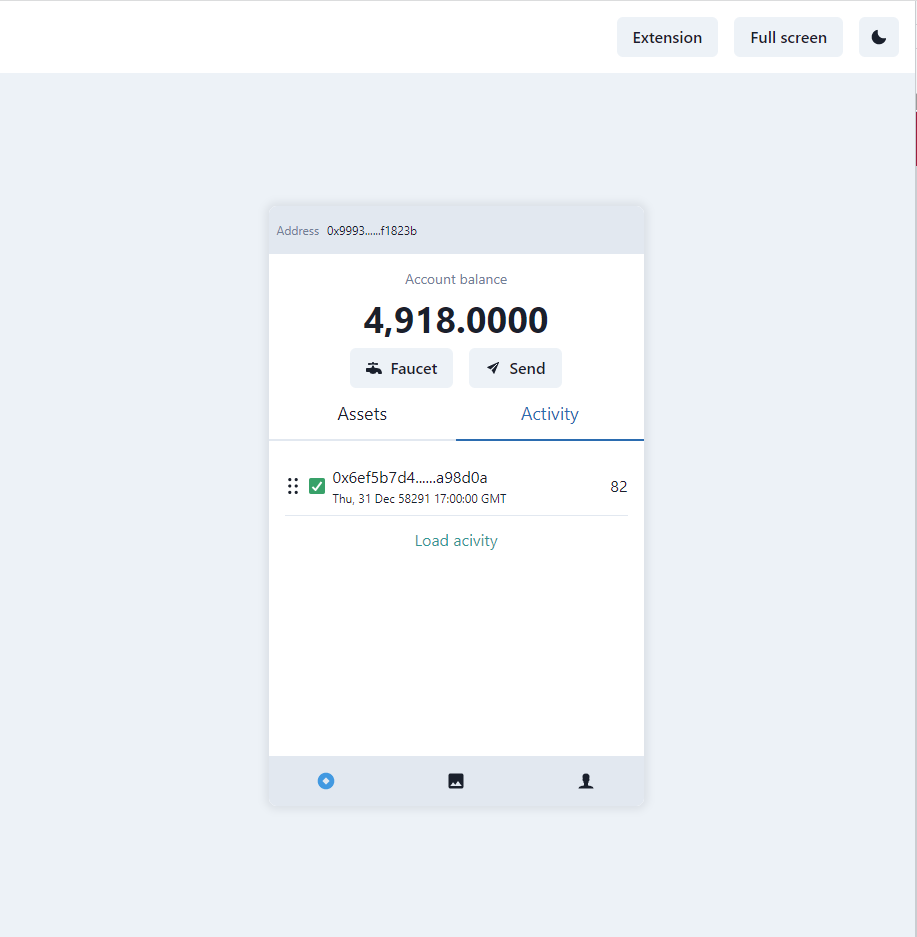 Extension Full screen
Address 0x9993......f1823b
Account balance
4,918.0000
Faucet Send
Assets Activity
0x6ef5b7d4......a98d0a
82
Thu, 31 Dec 58291 17:00:00 GMT
Load acivity